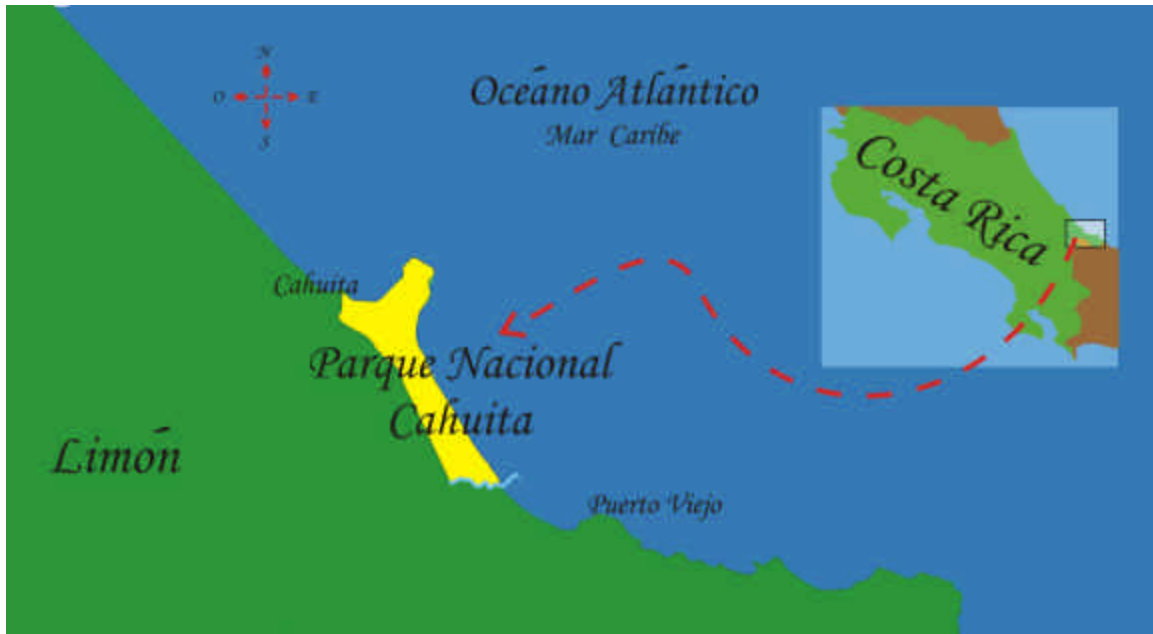 N
O E
S
Océano Atlántico
Mar Caribe
Costa Rica
Cahuita
Parque Nacional
Cahuita
Limón
Puerto Viejo